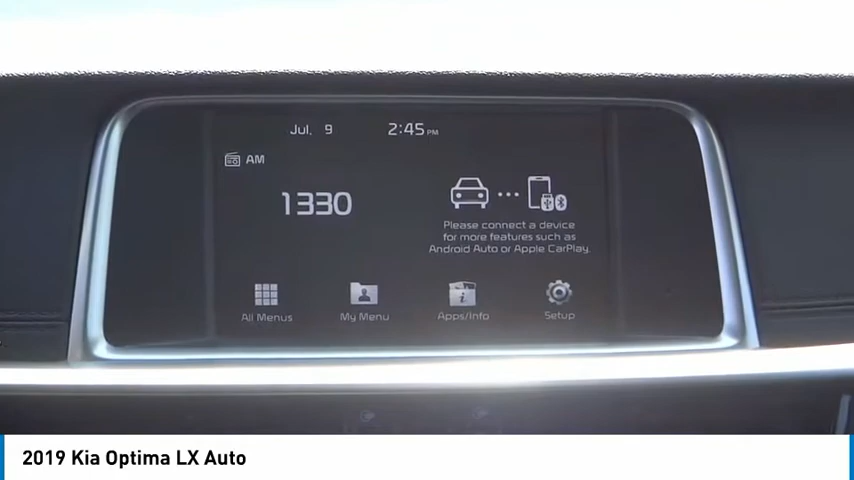 Jul. 9 2:45 PM
AM
1330
Please connect a device
for more features such as
Android Auto or Apple CarPlay.
All Menus My Menu Apps/Info Setup
2019 Kia Optima LX Auto